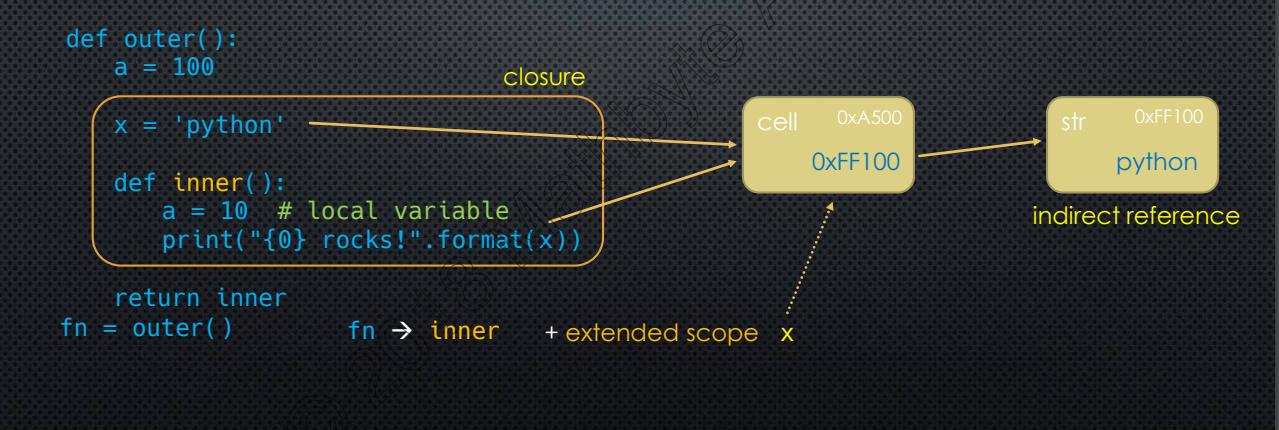 def outer():
a = 100
closure
x = 'python'
cell 0xA500
0xFF100
str 0xFF100
python
def inner():
a = 10 # local variable
print("{0} rocks!".format(x))
indirect reference
return inner
fn = outer()
fn → inner + extended scope x